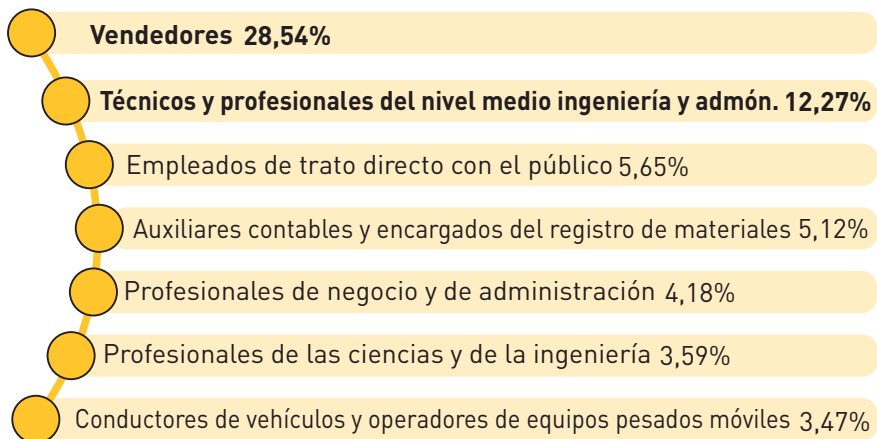 Vendedores 28,54%
Técnicos y profesionales del nivel medio ingeniería y admón. 12,27%
Empleados de trato directo con el público 5,65%
Auxiliares contables y encargados del registro de materiales 5,12%
Profesionales de negocio y de administración 4,18%
Profesionales de las ciencias y de la ingeniería 3,59%
Conductores de vehículos y operadores de equipos pesados móviles 3,47%